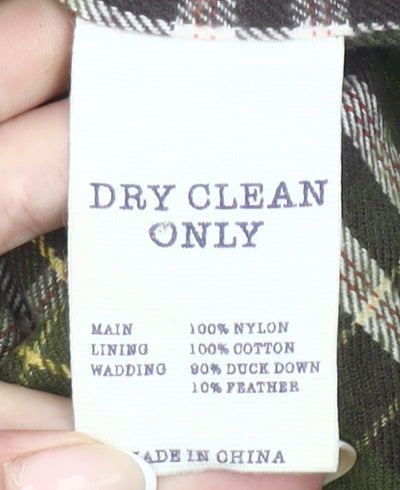 DRY CLEAN
ONLY
MAIN 100% NYLON
LINING 100% COTTON
WADDING 90% DUCK DOWN
10% FEATHER
MADE IN CHINA